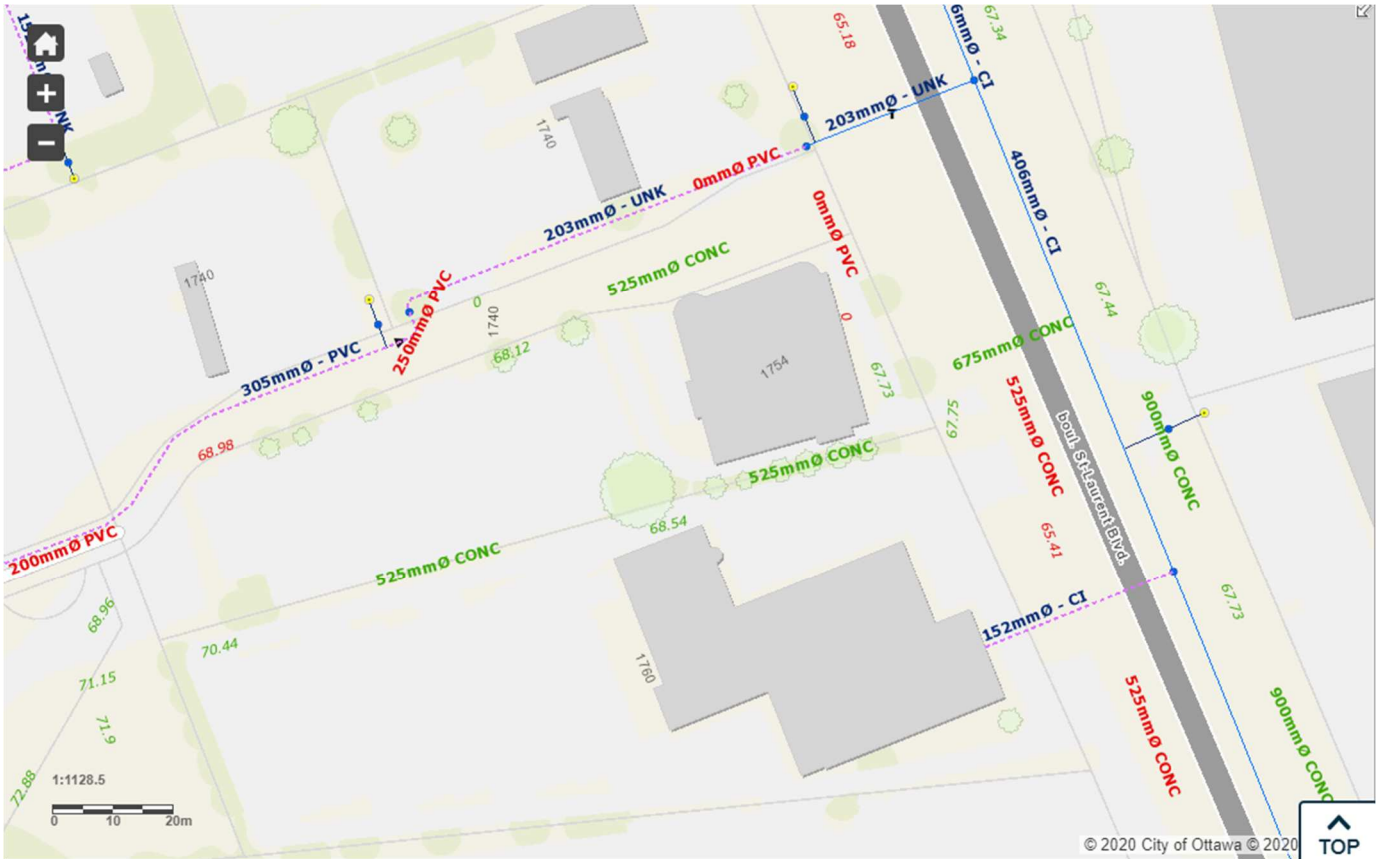 65.18
6mmØ - CI
67.34
+
−
203mmØ - UNK
1740
0mmØ PVC
406mmØ - CI
203mmØ - UNK
0mmØ PVC
525mmØ CONC
1740
250mmØ PVC
0
1740
68.12
67.44
0
675mmØ CONC
305mmØ - PVC
1754
67.73
67.75
525mmØ CONC
900mmØ CONC
boul. St-Laurent Blvd.
68.98
525mmØ CONC
68.54
65.41
200mmØ PVC
525mmØ CONC
68.96
152mmØ - CI
67.73
70.44
1760
71.15
71.9
525mmØ CONC
900mmØ CONC
72.88
1:1128.5
0 10 20m
© 2020 City of Ottawa © 2020
TOP